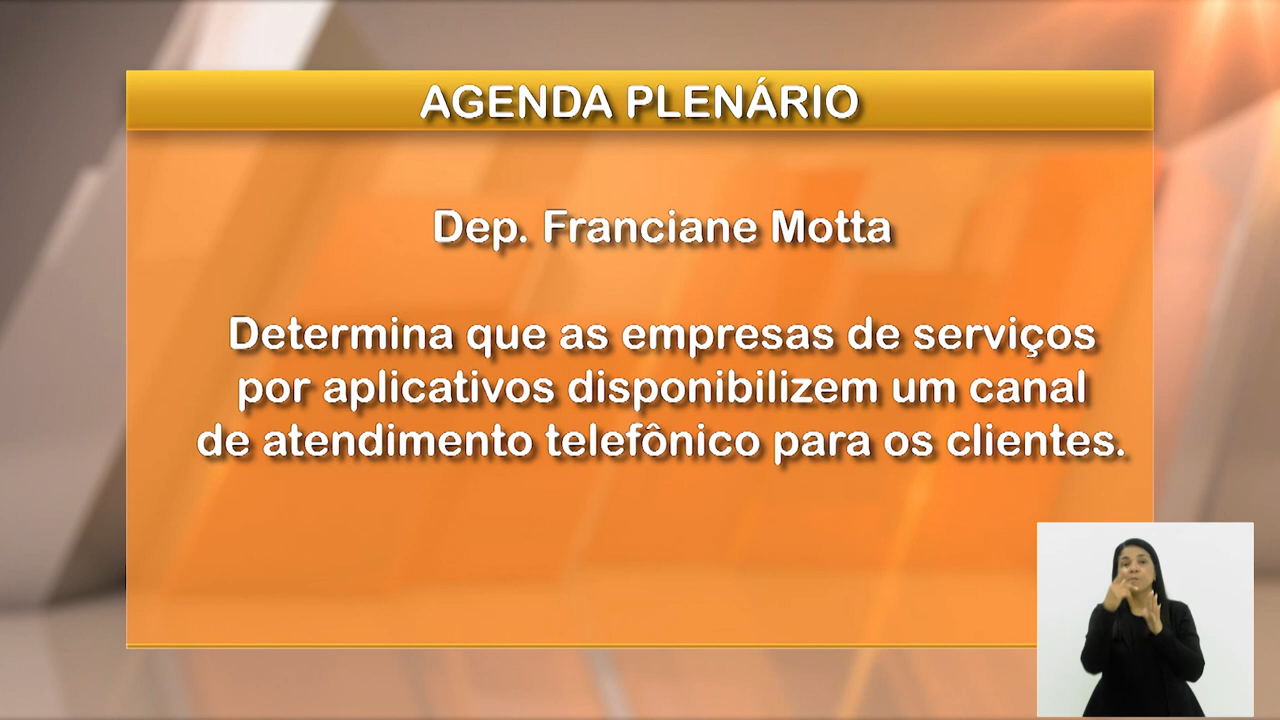 AGENDA PLENÁRIO
Dep. Franciane Motta
Determina que as empresas de serviços
por aplicativos disponibilizem um canal
de atendimento telefônico para os clientes.